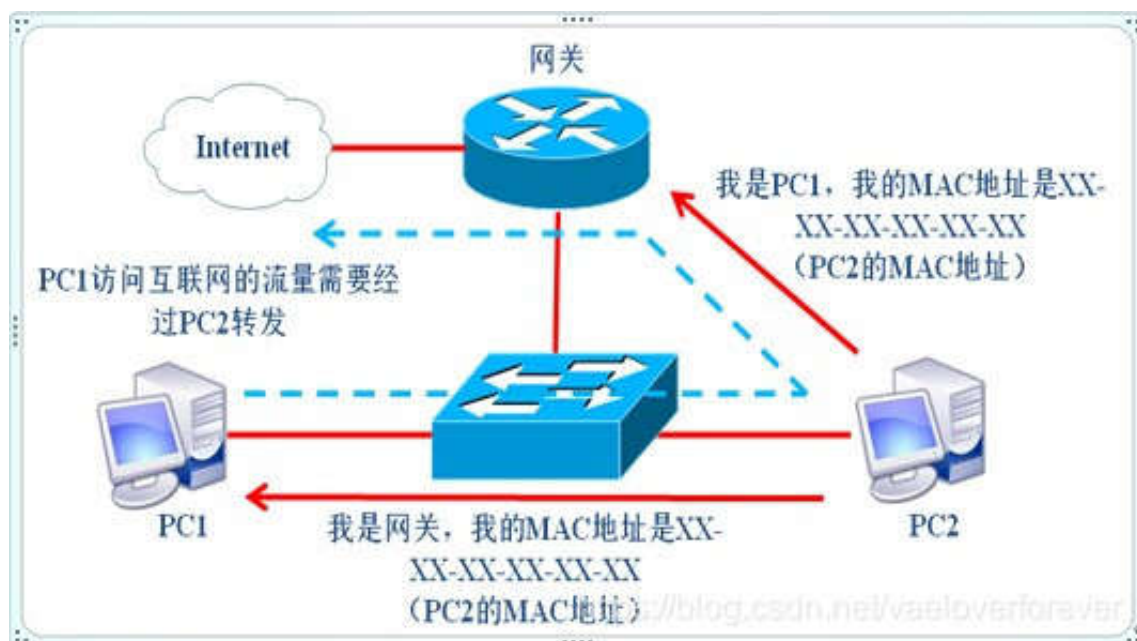 网关
Internet
我是PC1，我的MAC地址是XX-
XX-XX-XX-XX-XX
（PC2的MAC地址）
PC1访问互联网的流量需要经
过PC2转发
PC1
PC2
我是网关，我的MAC地址是XX-
XX-XX-XX-XX-XX
（PC2的MAC地址）
https://blog.csdn.net/vaeloverforever